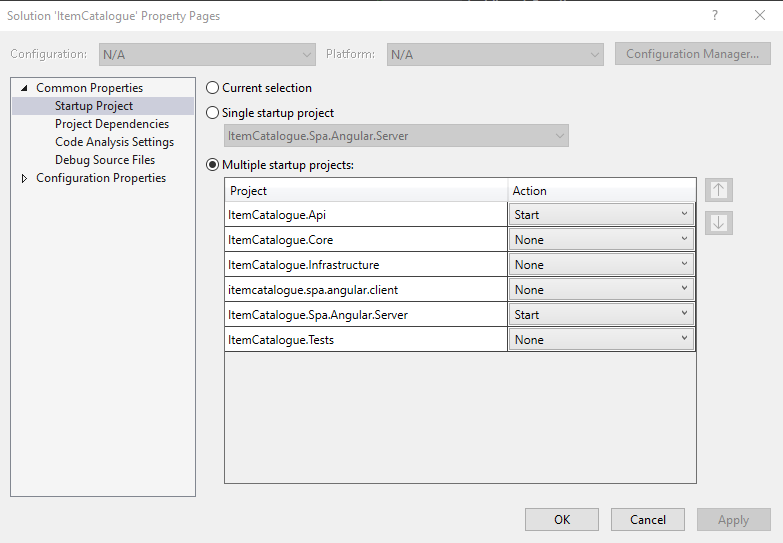 Solution 'ItemCatalogue' Property Pages
Configuration: N/A Platform: N/A Configuration Manager...
Common Properties
Startup Project
Project Dependencies
Code Analysis Settings
Debug Source Files
Configuration Properties
Current selection
Single startup project
ItemCatalogue.Spa.Angular.Server
Multiple startup projects:
Project Action
ItemCatalogue.Api Start
ItemCatalogue.Core None
ItemCatalogue.Infrastructure None
itemcatalogue.spa.angular.client None
ItemCatalogue.Spa.Angular.Server Start
ItemCatalogue.Tests None
OK Cancel Apply